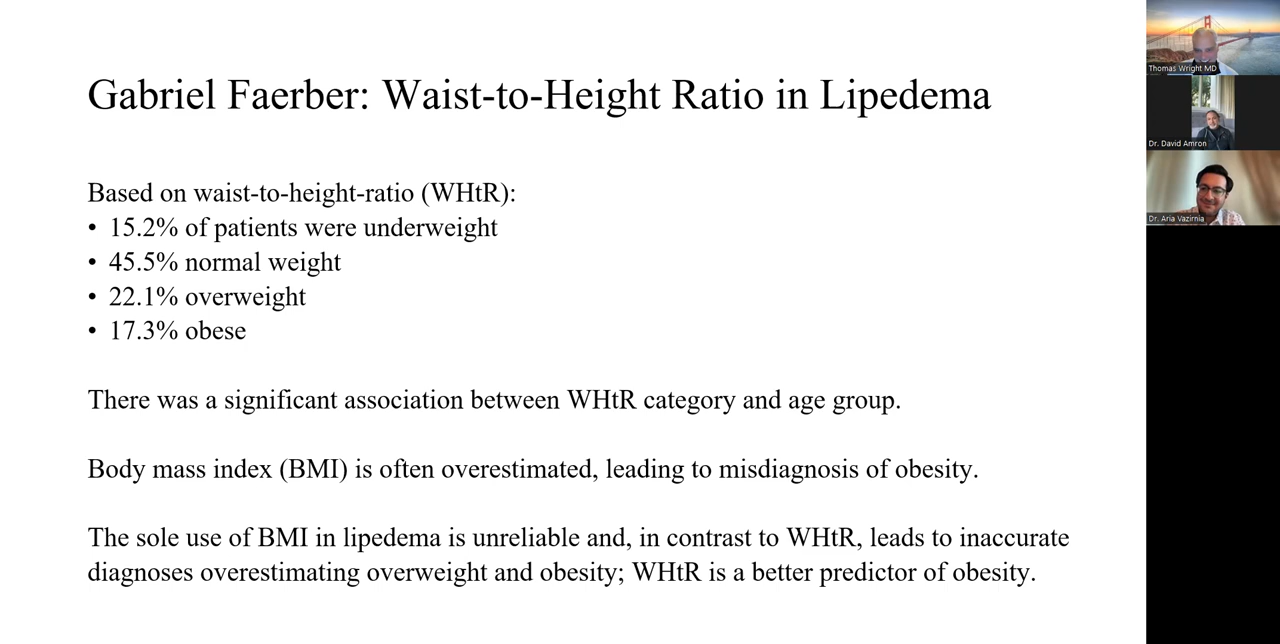 Gabriel Faerber: Waist-to-Height Ratio in Lipedema
Based on waist-to-height-ratio (WHtR):
• 15.2% of patients were underweight
• 45.5% normal weight
• 22.1% overweight
• 17.3% obese
There was a significant association between WHtR category and age group.
Body mass index (BMI) is often overestimated, leading to misdiagnosis of obesity.
The sole use of BMI in lipedema is unreliable and, in contrast to WHtR, leads to inaccurate
diagnoses overestimating overweight and obesity; WHtR is a better predictor of obesity.
Thomas Wright MD
Dr. David Amron
Dr. Aria Vazirnia